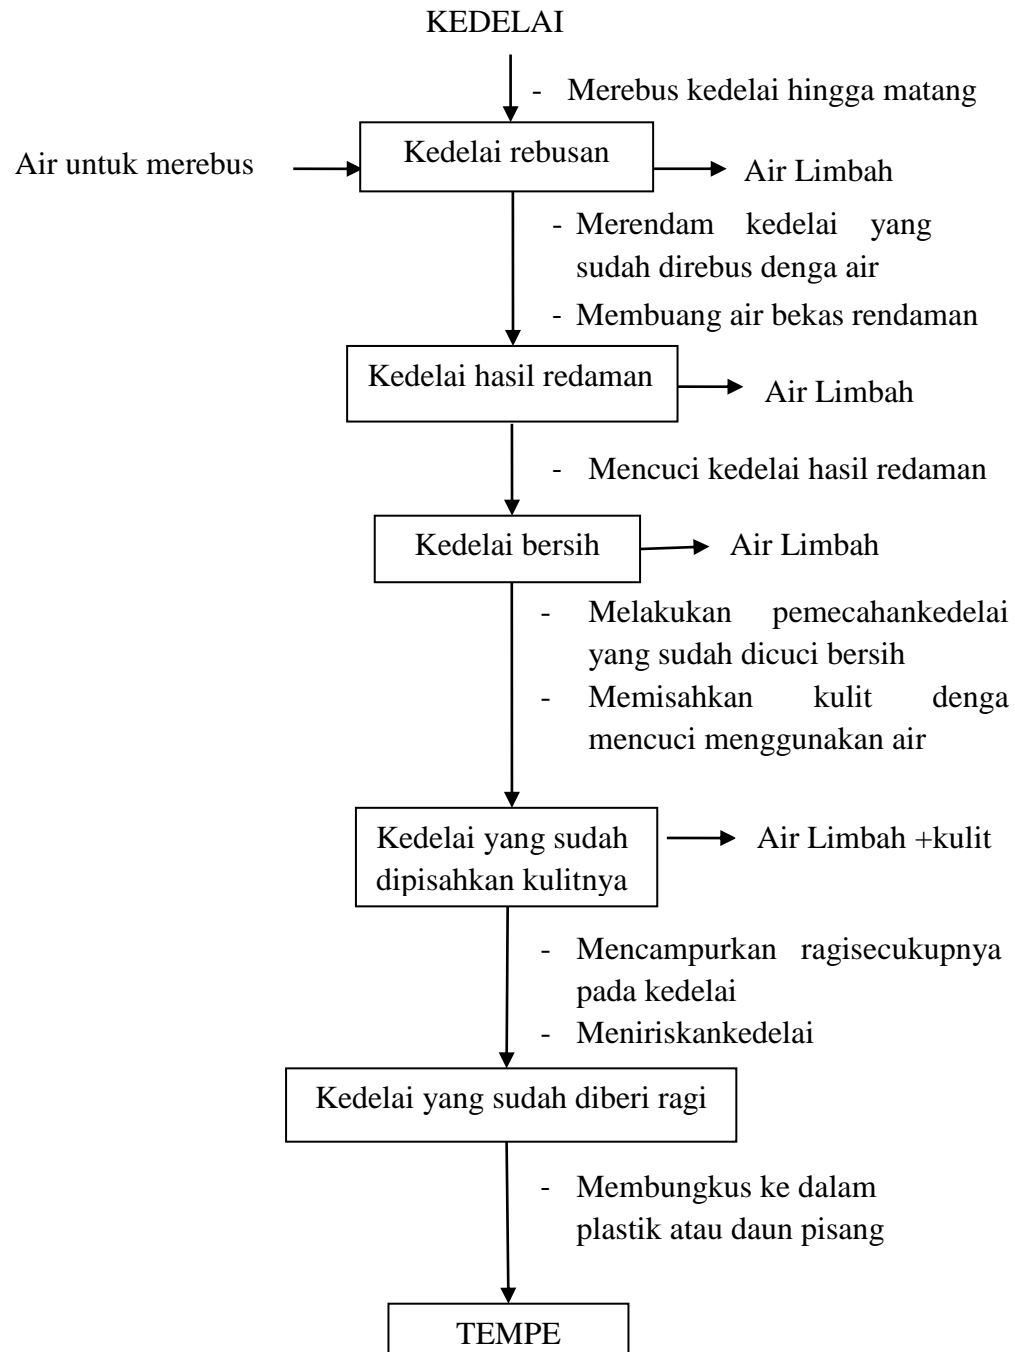 KEDELAI
- Merebus kedelai hingga matang
Air untuk merebus
Kedelai rebusan
Air Limbah
- Merendam kedelai yang
sudah direbus denga air
- Membuang air bekas rendaman
Kedelai hasil redaman
Air Limbah
- Mencuci kedelai hasil redaman
Kedelai bersih
Air Limbah
- Melakukan pemecahankedelai
yang sudah dicuci bersih
- Memisahkan kulit denga
mencuci menggunakan air
Kedelai yang sudah
dipisahkan kulitnya
Air Limbah +kulit
- Mencampurkan ragisecukupnya
pada kedelai
- Meniriskankedelai
Kedelai yang sudah diberi ragi
- Membungkus ke dalam
plastik atau daun pisang
TEMPE